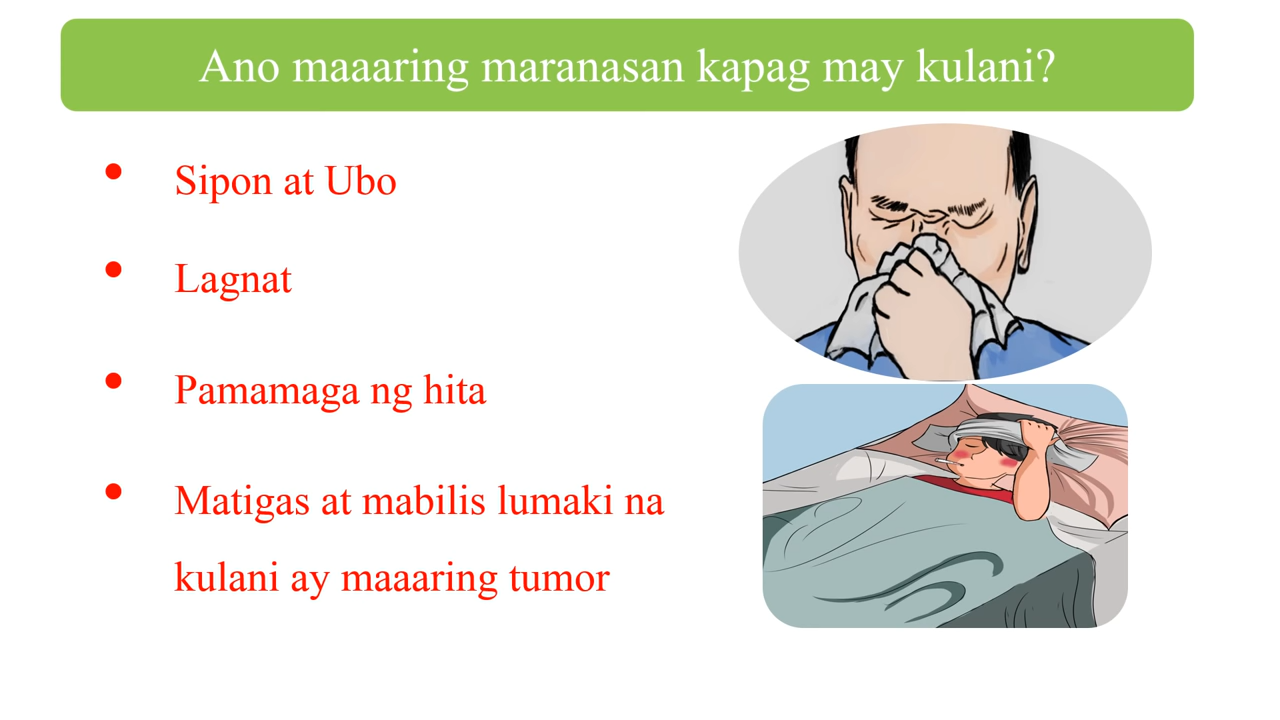 Ano maaaring maranasan kapag may kulani?
• Sipon at Ubo
• Lagnat
• Pamamaga ng hita
• Matigas at mabilis lumaki na
kulani ay maaaring tumor